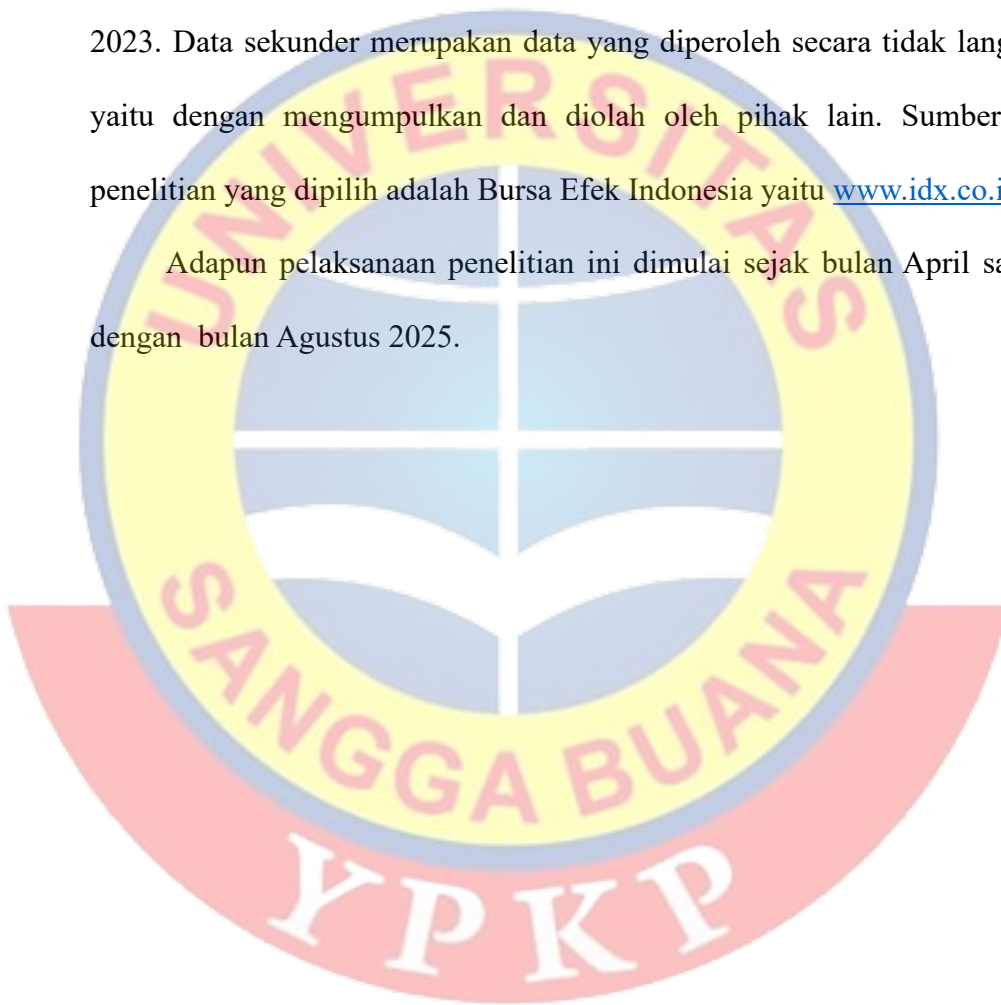 2023. Data sekunder merupakan data yang diperoleh secara tidak lang
yaitu dengan mengumpulkan dan diolah oleh pihak lain. Sumber
penelitian yang dipilih adalah Bursa Efek Indonesia yaitu www.idx.co.i
Adapun pelaksanaan penelitian ini dimulai sejak bulan April sa
dengan bulan Agustus 2025.
UNIVERSITAS
SANGGA BUANA
YPKP